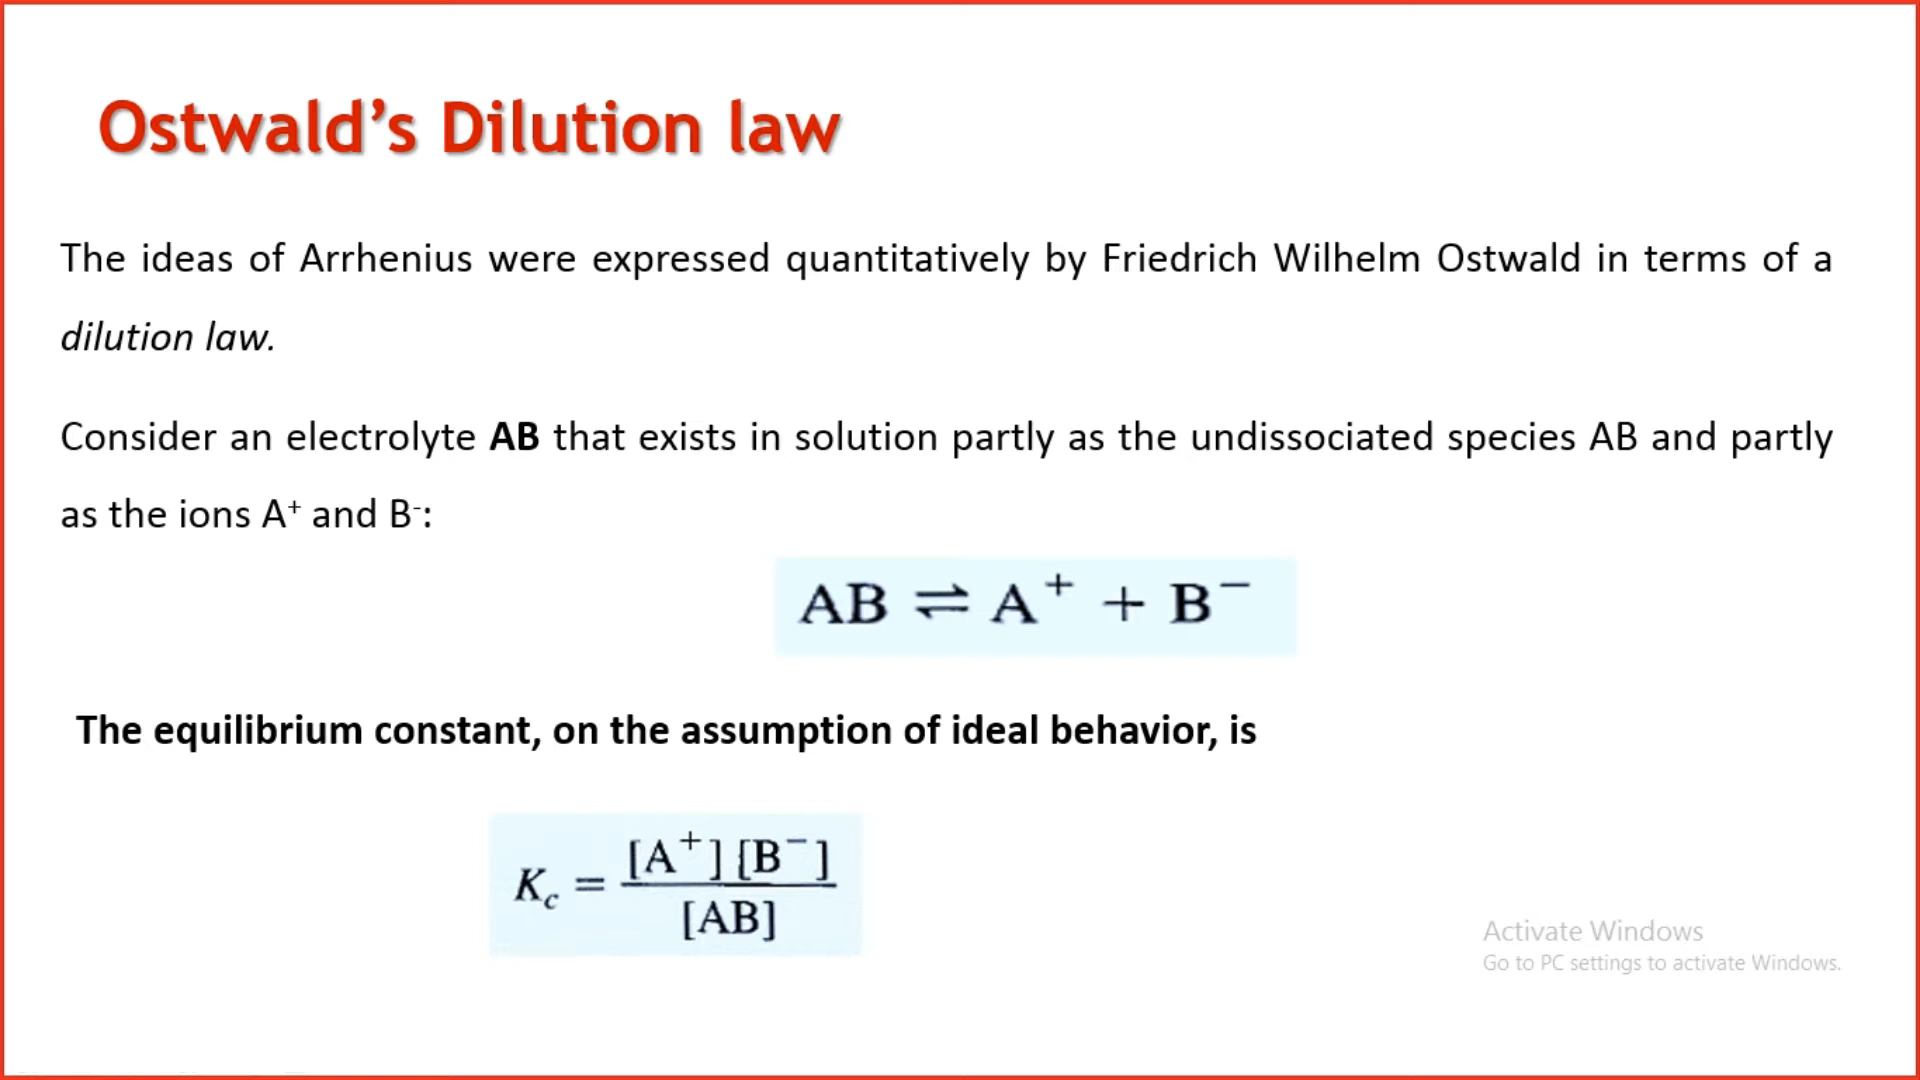 Ostwald’s Dilution law
The ideas of Arrhenius were expressed quantitatively by Friedrich Wilhelm Ostwald in terms of a
dilution law.
Consider an electrolyte AB that exists in solution partly as the undissociated species AB and partly
as the ions A⁺ and B⁻:
AB ⇌ A⁺ + B⁻
The equilibrium constant, on the assumption of ideal behavior, is
K_c = [A⁺][B⁻] / [AB]
Activate Windows
Go to PC settings to activate Windows.